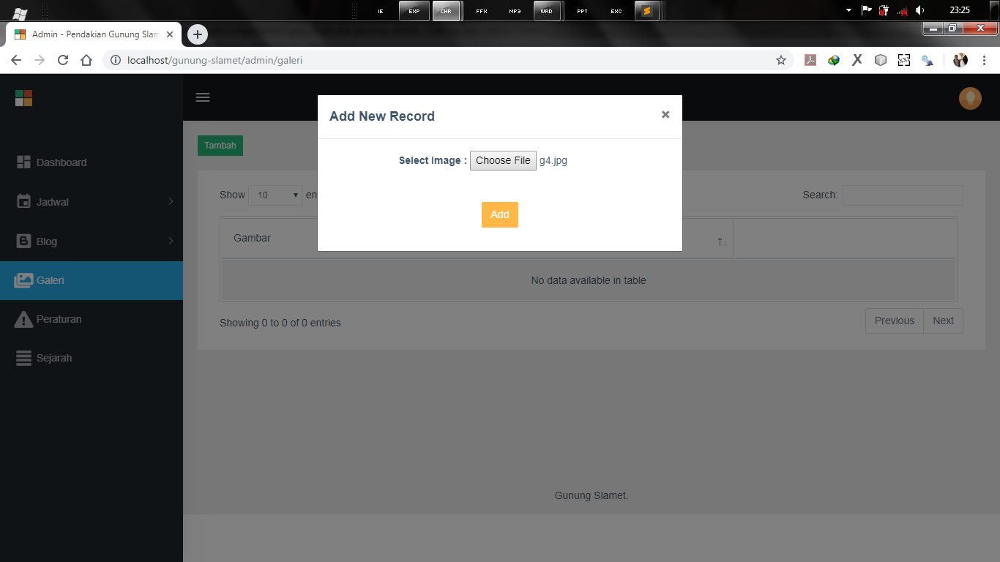 IE EXP CHR FFX MP3 WRD PPT EXC S 23:25
Admin - Pendakian Gunung Slam
localhost/gunung-slamet/admin/galeri
Add New Record
Tambah
Select Image : Choose File g4.jpg
Dashboard
Jadwal
Blog
Galeri
Peraturan
Sejarah
Show 10 en
Search:
Add
Gambar
No data available in table
Showing 0 to 0 of 0 entries
Previous Next
Gunung Slamet.